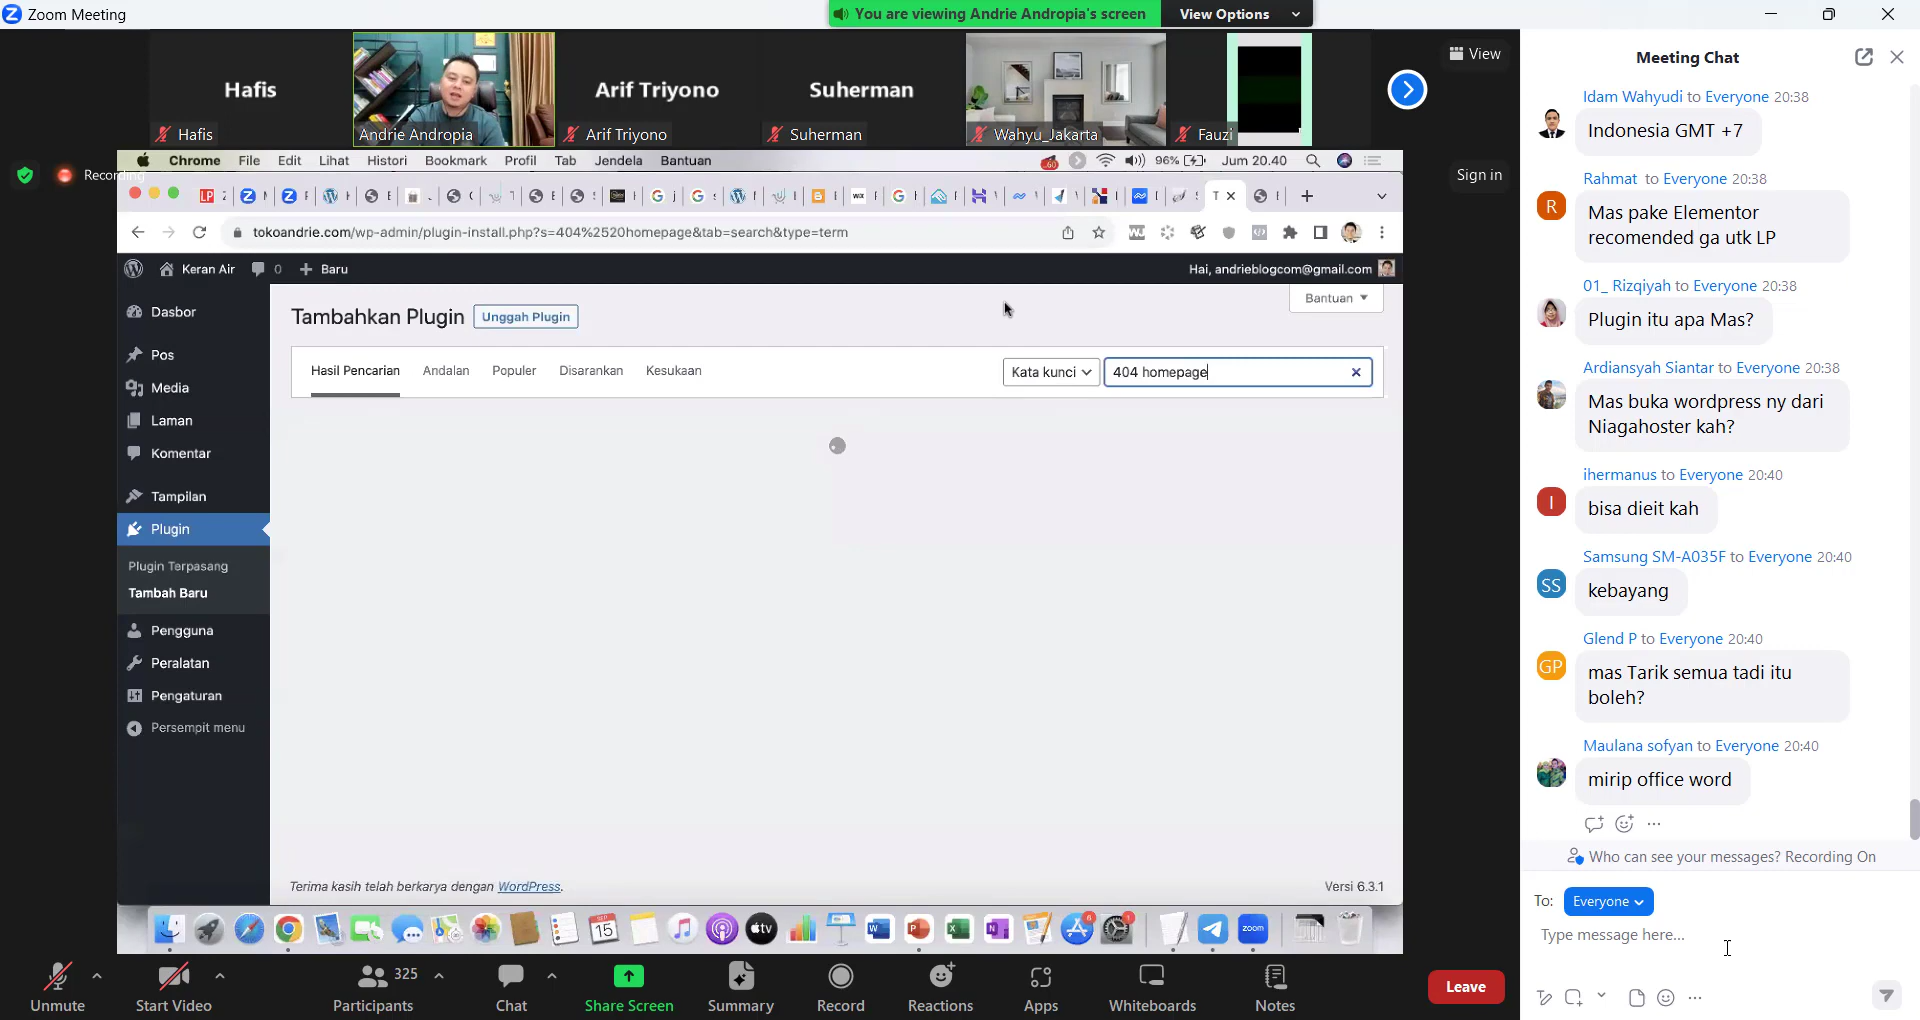 Zoom Meeting
You are viewing Andrie Andropia's screen
View Options
Hafis
Hafis
Andrie Andropia
Arif Triyono
Arif Triyono
Suherman
Suherman
Wahyu_Jakarta
Fauzi
View
Sign in
Recording
Chrome File Edit Lihat Histori Bookmark Profil Tab Jendela Bantuan
96% Jum 20.40
tokoandrie.com/wp-admin/plugin-install.php?s=404%2520homepage&tab=search&type=term
Keran Air 0 + Baru
Hai, andrieblogcom@gmail.com
Dasbor
Pos
Media
Laman
Komentar
Tampilan
Plugin
Plugin Terpasang
Tambah Baru
Pengguna
Peralatan
Pengaturan
Persempit menu
Tambahkan Plugin
Unggah Plugin
Bantuan
Hasil Pencarian Andalan Populer Disarankan Kesukaan
Kata kunci
404 homepage
Terima kasih telah berkarya dengan WordPress.
Versi 6.3.1
SEP
15
zoom
Unmute
Start Video
325
Participants
Chat
Share Screen
Summary
Record
Reactions
Apps
Whiteboards
Notes
Leave
Meeting Chat
Idam Wahyudi to Everyone 20:38
Indonesia GMT +7
Rahmat to Everyone 20:38
R
Mas pake Elementor
recomended ga utk LP
01_ Rizqiyah to Everyone 20:38
Plugin itu apa Mas?
Ardiansyah Siantar to Everyone 20:38
Mas buka wordpress ny dari
Niagahoster kah?
ihermanus to Everyone 20:40
I
bisa dieit kah
Samsung SM-A035F to Everyone 20:40
SS
kebayang
Glend P to Everyone 20:40
GP
mas Tarik semua tadi itu
boleh?
Maulana sofyan to Everyone 20:40
mirip office word
Who can see your messages? Recording On
To: Everyone
Type message here...